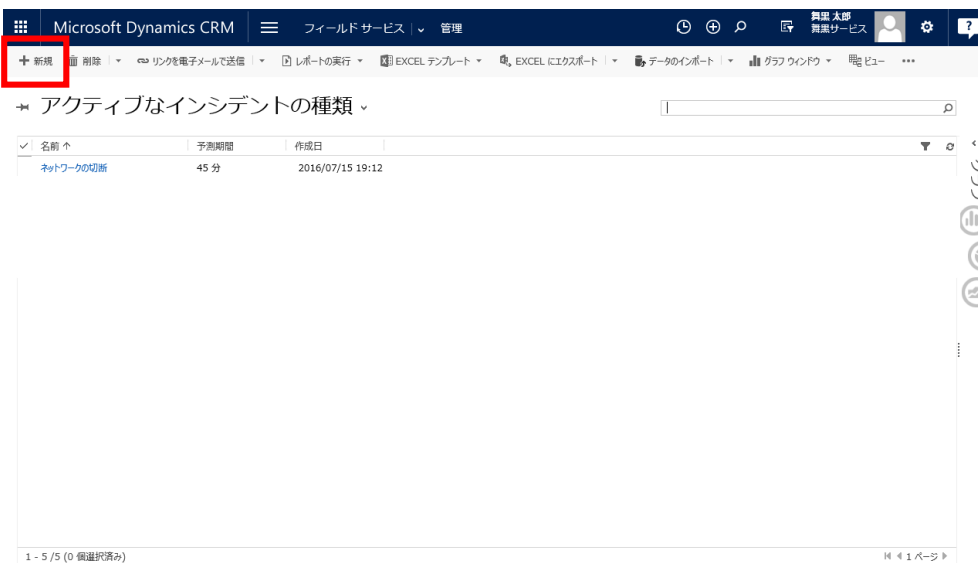 Microsoft Dynamics CRM フィールド サービス 管理 舞黒 太郎
舞黒サービス
新規 削除 リンクを電子メールで送信 レポートの実行 EXCEL テンプレート EXCEL にエクスポート データのインポート グラフ ウィンドウ ビュー
アクティブなインシデントの種類
名前 予測期間 作成日
ネットワークの切断 45 分 2016/07/15 19:12
1 - 5 /5 (0 個選択済み) 1 ページ